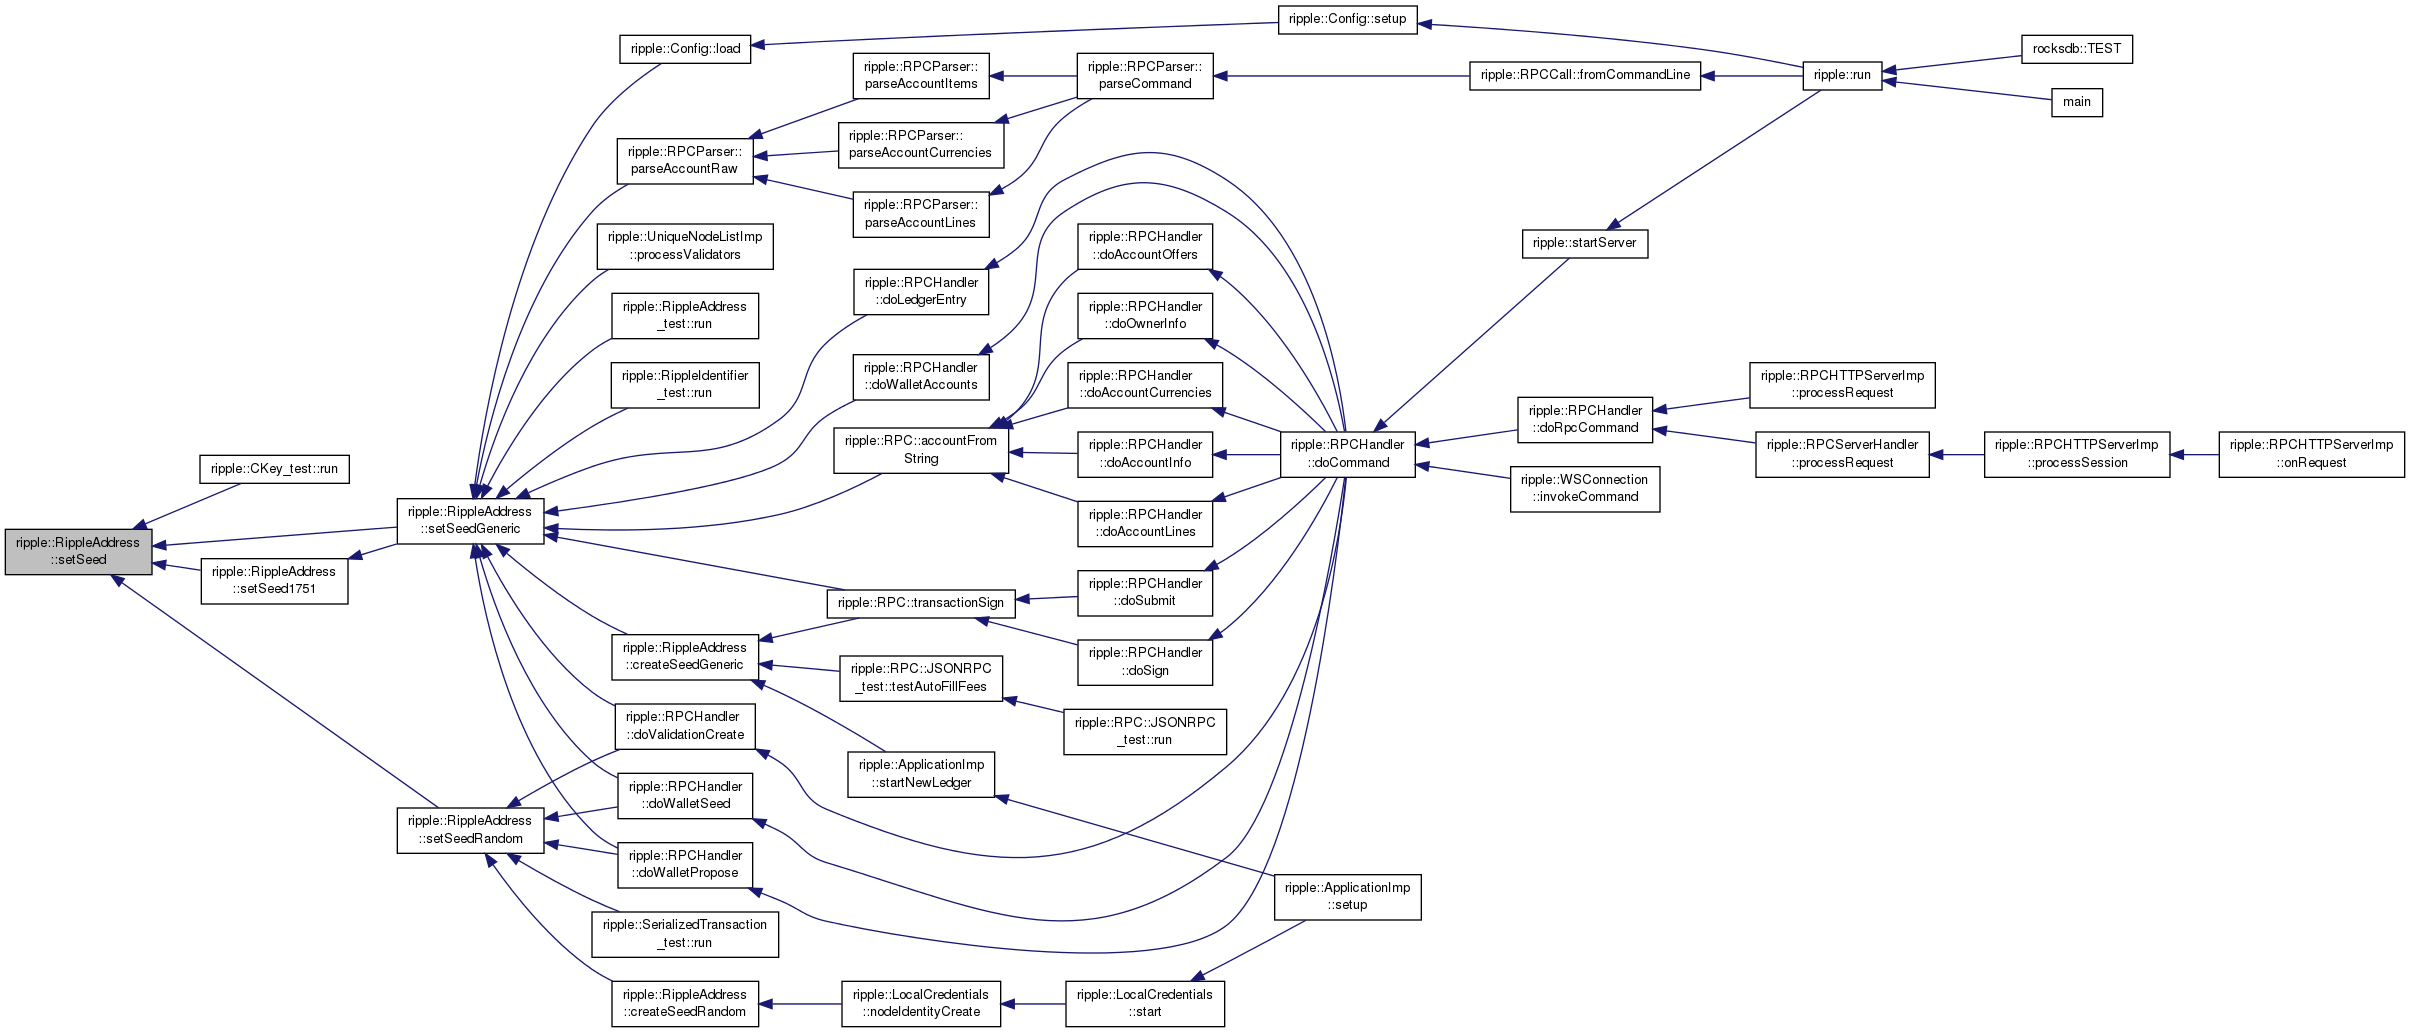 ripple::RippleAddress
::setSeed
ripple::CKey_test::run
ripple::RippleAddress
::setSeed1751
ripple::RippleAddress
::setSeedGeneric
ripple::RippleAddress
::setSeedRandom
ripple::Config::load
ripple::RPCParser::
parseAccountRaw
ripple::UniqueNodeListImp
::processValidators
ripple::RippleAddress
_test::run
ripple::RippleIdentifier
_test::run
ripple::RippleAddress
::createSeedGeneric
ripple::RPCHandler
::doValidationCreate
ripple::RPCHandler
::doWalletSeed
ripple::RPCHandler
::doWalletPropose
ripple::SerializedTransaction
_test::run
ripple::RippleAddress
::createSeedRandom
ripple::RPCParser::
parseAccountItems
ripple::RPCParser::
parseAccountCurrencies
ripple::RPCParser::
parseAccountLines
ripple::RPCHandler
::doLedgerEntry
ripple::RPCHandler
::doWalletAccounts
ripple::RPC::accountFrom
String
ripple::RPC::transactionSign
ripple::RPC::JSONRPC
_test::testAutoFillFees
ripple::ApplicationImp
::startNewLedger
ripple::LocalCredentials
::nodeIdentityCreate
ripple::RPCParser::
parseCommand
ripple::RPCHandler
::doAccountOffers
ripple::RPCHandler
::doOwnerInfo
ripple::RPCHandler
::doAccountCurrencies
ripple::RPCHandler
::doAccountInfo
ripple::RPCHandler
::doAccountLines
ripple::RPCHandler
::doSubmit
ripple::RPCHandler
::doSign
ripple::RPC::JSONRPC
_test::run
ripple::LocalCredentials
::start
ripple::Config::setup
ripple::RPCHandler
::doCommand
ripple::ApplicationImp
::setup
ripple::RPCCall::fromCommandLine
ripple::startServer
ripple::RPCHandler
::doRpcCommand
ripple::WSConnection
::invokeCommand
ripple::run
ripple::RPCHTTPServerImp
::processRequest
ripple::RPCServerHandler
::processRequest
rocksdb::TEST
main
ripple::RPCHTTPServerImp
::processSession
ripple::RPCHTTPServerImp
::onRequest